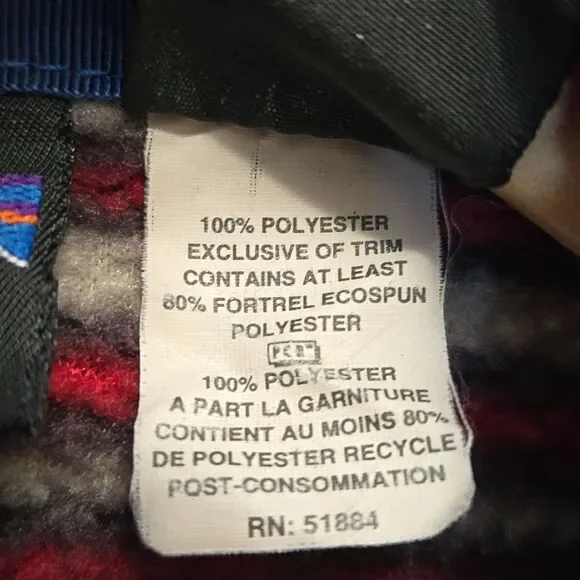 100% POLYESTER
EXCLUSIVE OF TRIM
CONTAINS AT LEAST
80% FORTREL ECOSPUN
POLYESTER
PCR™
100% POLYESTER
A PART LA GARNITURE
CONTIENT AU MOINS 80%
DE POLYESTER RECYCLE
POST-CONSOMMATION
RN: 51884